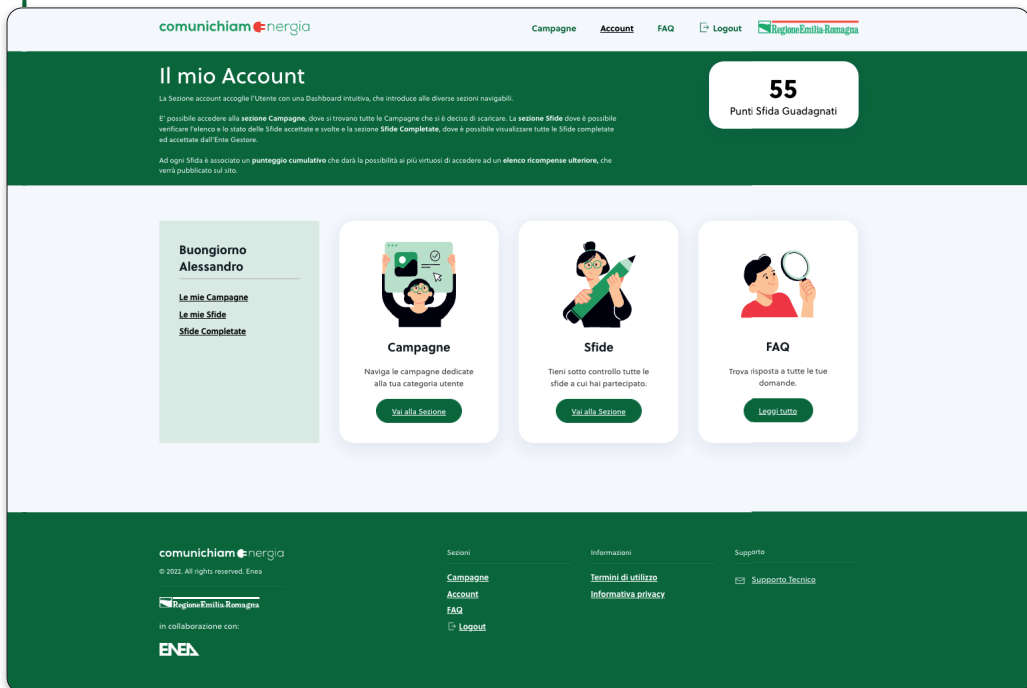 comunichiam nergia
Campagne Account FAQ Logout RegioneEmilia-Romagna
Il mio Account
La Sezione account accoglie l'Utente con una Dashboard intuitiva, che introduce alle diverse sezioni navigabili.
E' possibile accedere alla sezione Campagne, dove si trovano tutte le Campagne che si è deciso di scaricare. La sezione Sfide dove è possibile
verificare l'elenco e lo stato delle Sfide accettate e svolte e la sezione Sfide Completate, dove è possibile visualizzare tutte le Sfide completate
ed accettate dall'Ente Gestore.
Ad ogni Sfida è associato un punteggio cumulativo che darà la possibilità ai più virtuosi di accedere ad un elenco ricompense ulteriore, che
verrà pubblicato sul sito.
55
Punti Sfida Guadagnati
Buongiorno
Alessandro
Le mie Campagne
Le mie Sfide
Sfide Completate
Campagne
Naviga le campagne dedicate
alla tua categoria utente
Vai alla Sezione
Sfide
Tieni sotto controllo tutte le
sfide a cui hai partecipato.
Vai alla Sezione
FAQ
Trova risposta a tutte le tue
domande.
Leggi tutto
comunichiam nergia
© 2022. All rights reserved. Enea
RegioneEmilia-Romagna
in collaborazione con:
ENEA
Sezioni
Campagne
Account
FAQ
Logout
Informazioni
Termini di utilizzo
Informativa privacy
Supporto
Supporto Tecnico